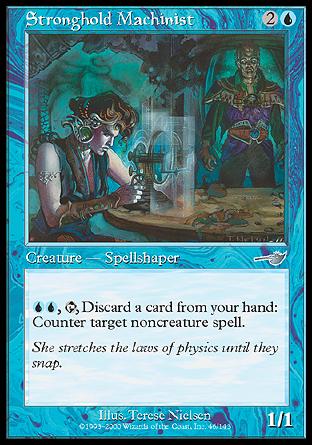 Stronghold Machinist 2
Creature — Spellshaper
, , Discard a card from your hand:
Counter target noncreature spell.
She stretches the laws of physics until they
snap.
Illus. Terese Nielsen
©1993-2000 Wizards of the Coast, Inc. 46/143
1/1